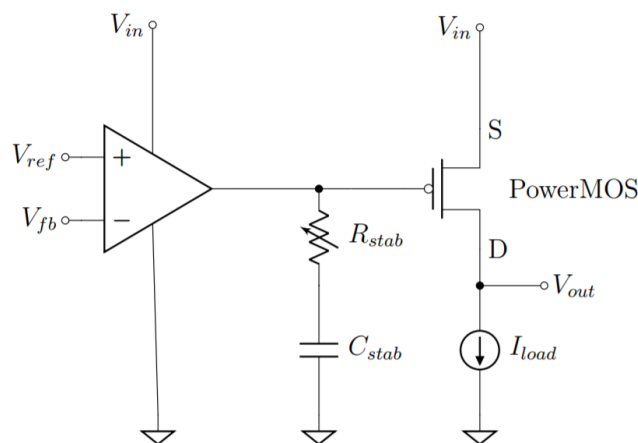 V_in
V_in
S
V_ref
+
PowerMOS
V_fb
−
R_stab
D
V_out
C_stab
I_load